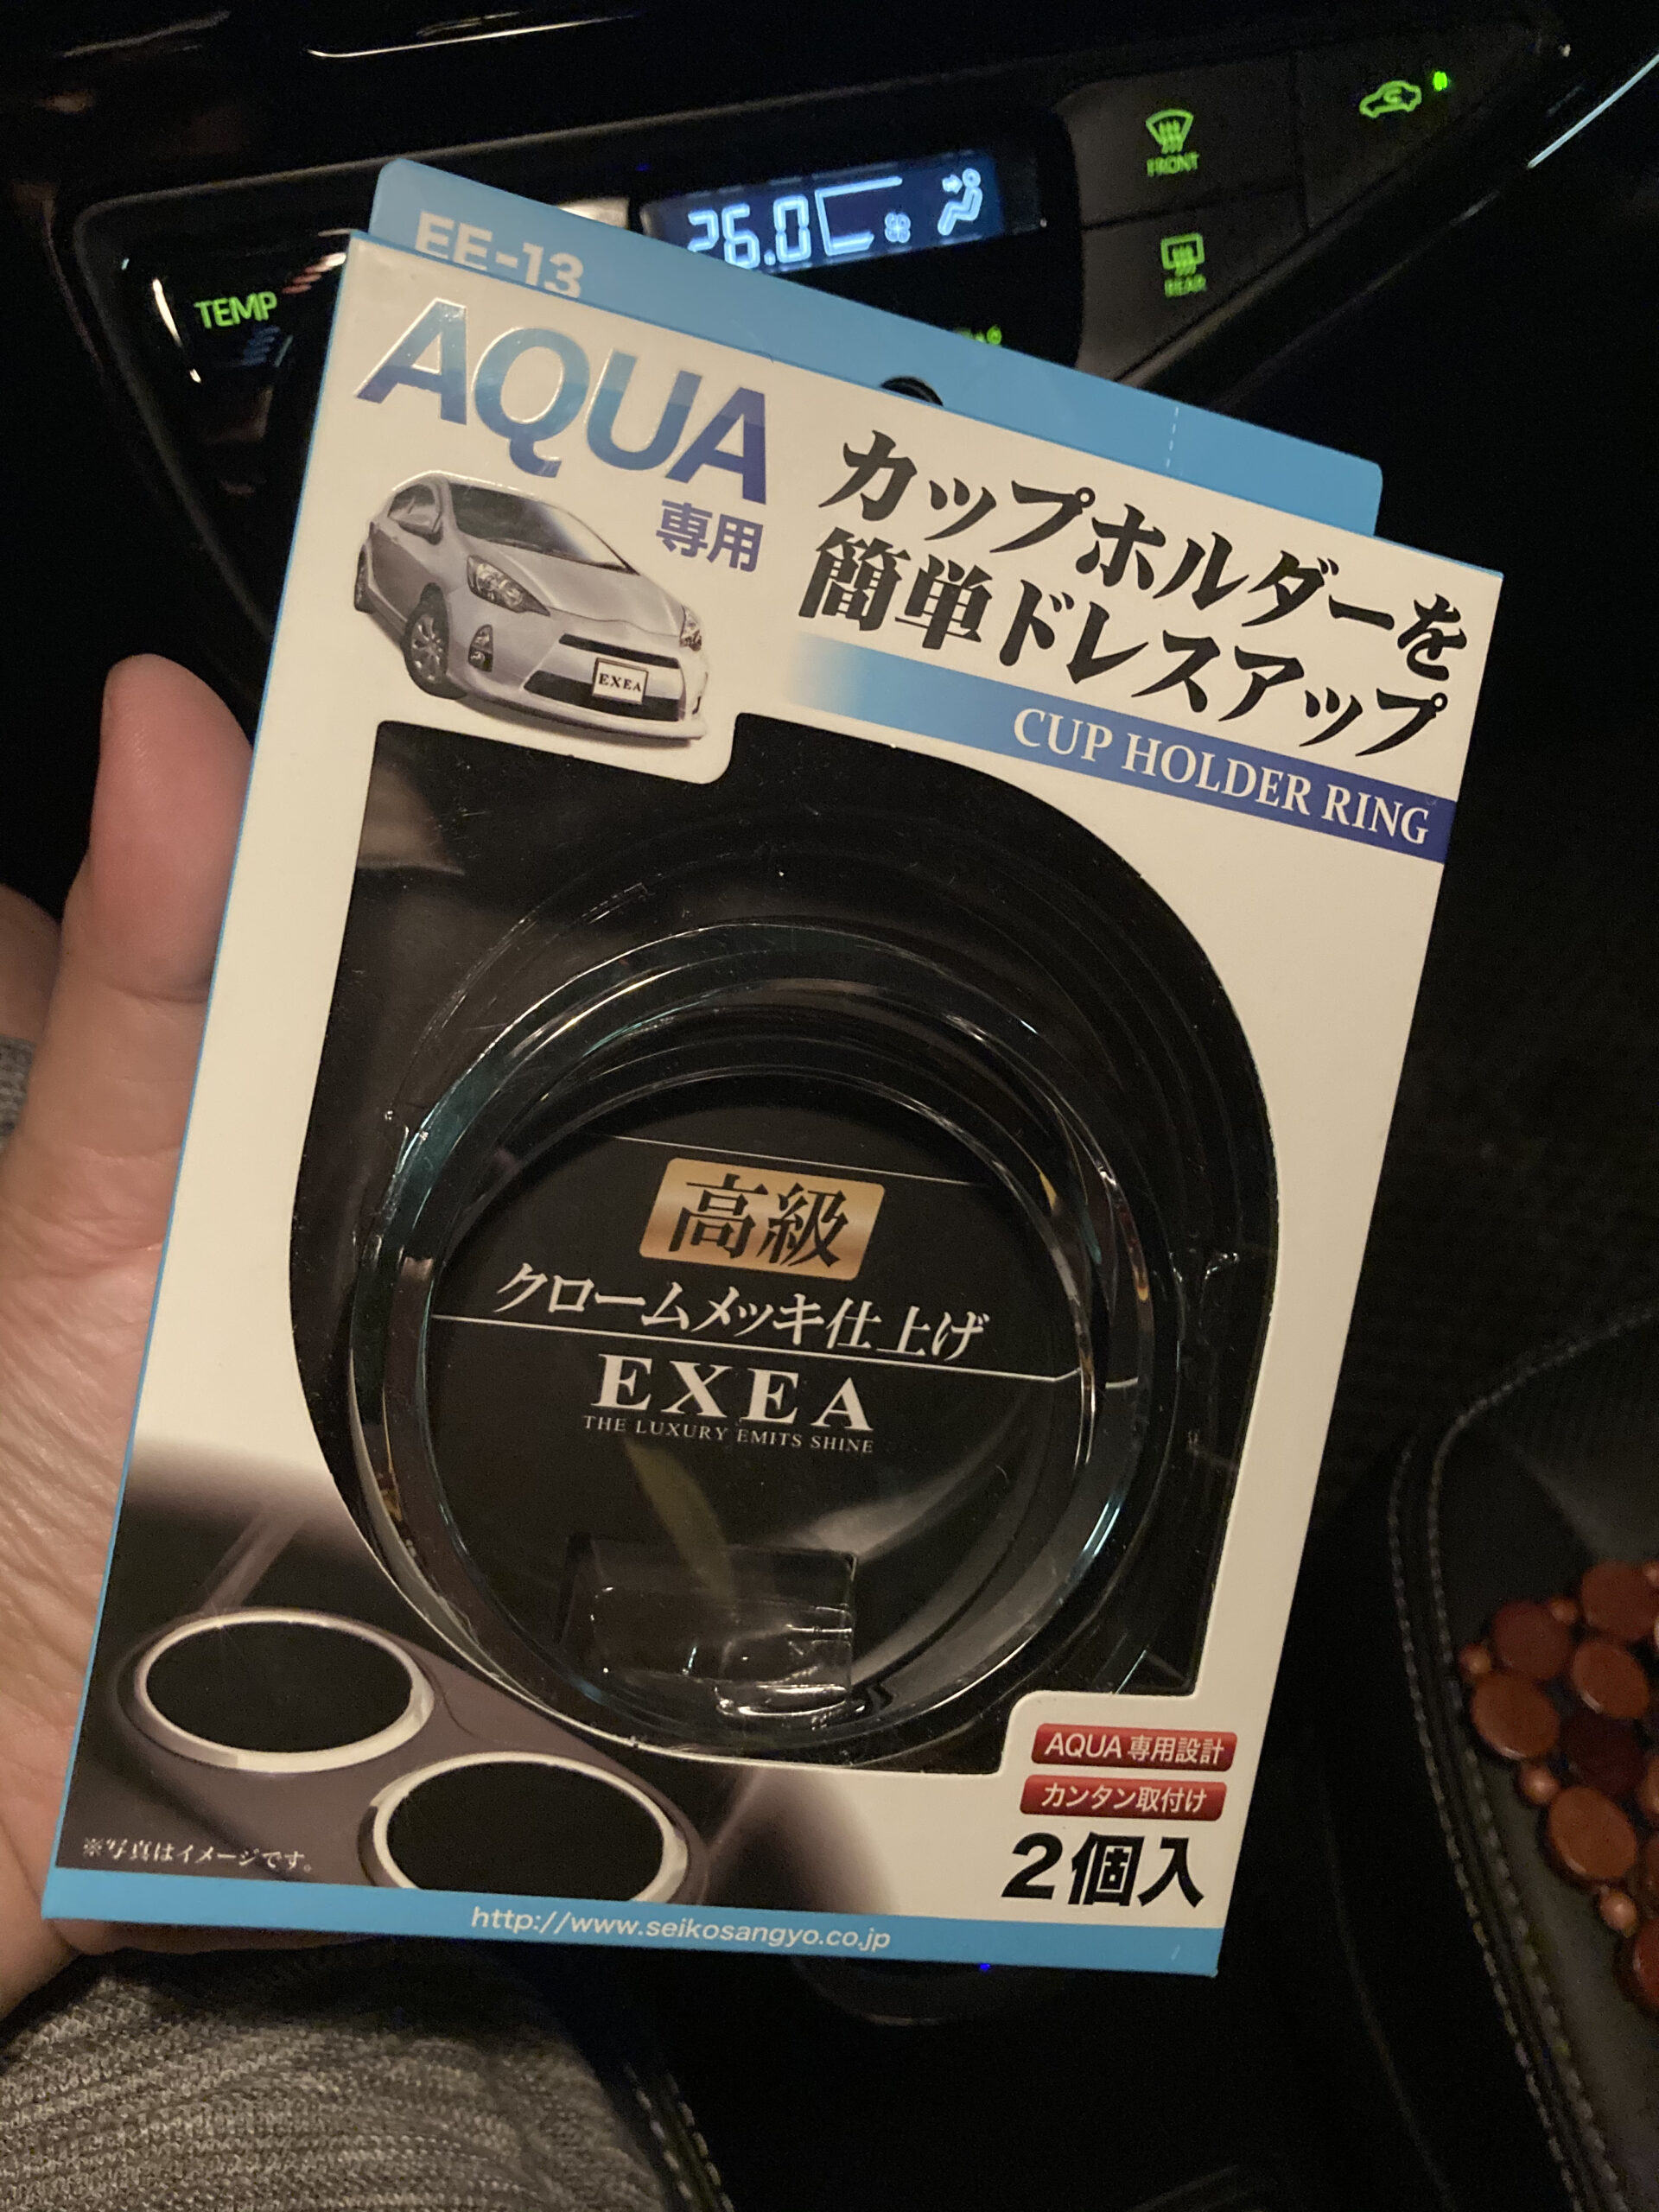 26.0
FRONT
REAR
TEMP
EE-13
AQUA
専用
カップホルダーを
簡単ドレスアップ
CUP HOLDER RING
EXEA
高級
クロームメッキ仕上げ
EXEA
THE LUXURY EMITS SHINE
AQUA専用設計
カンタン取付け
2個入
※写真はイメージです。
http://www.seikosangyo.co.jp